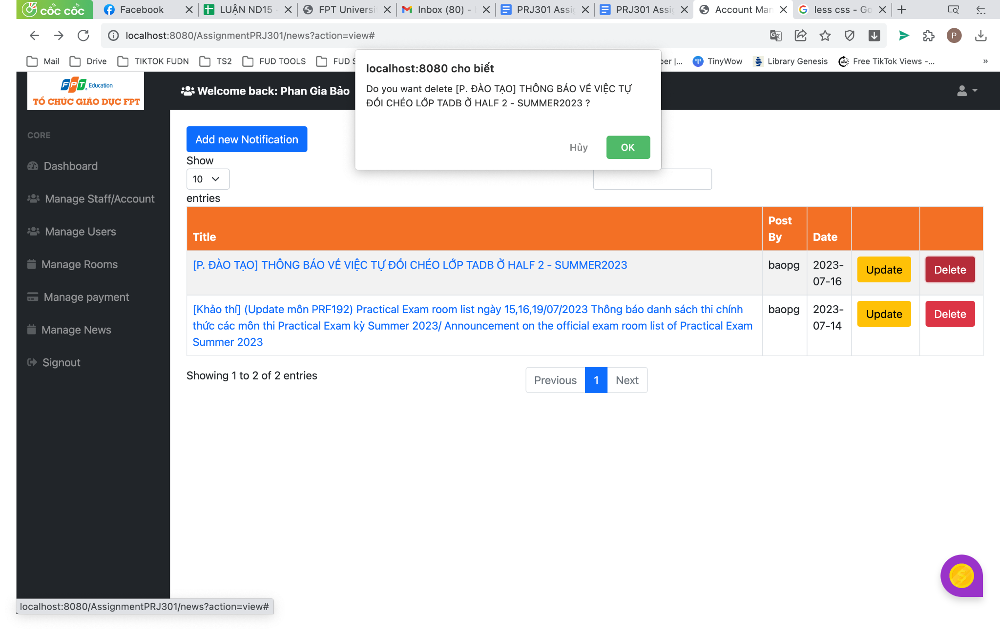 cốc cốc
Facebook
LUẬN ND15 -
FPT Universi
Inbox (80) -
PRJ301 Assig
PRJ301 Assig
Account Man
less css - Go
localhost:8080/AssignmentPRJ301/news?action=view#
P
Mail
Drive
TIKTOK FUDN
TS2
FUD TOOLS
FUD S
per |...
TinyWow
Library Genesis
Free TikTok Views -...
»
localhost:8080 cho biết
Do you want delete [P. ĐÀO TẠO] THÔNG BÁO VỀ VIỆC TỰ
ĐỔI CHÉO LỚP TADB Ở HALF 2 - SUMMER2023 ?
Hủy
OK
FPT Education
TỔ CHỨC GIÁO DỤC FPT
Welcome back: Phan Gia Bảo
CORE
Dashboard
Manage Staff/Account
Manage Users
Manage Rooms
Manage payment
Manage News
Signout
Add new Notification
Show
10
entries
Title
Post By
Date
[P. ĐÀO TẠO] THÔNG BÁO VỀ VIỆC TỰ ĐỔI CHÉO LỚP TADB Ở HALF 2 - SUMMER2023
baopg
2023-
07-16
Update
Delete
[Khảo thí] (Update môn PRF192) Practical Exam room list ngày 15,16,19/07/2023 Thông báo danh sách thi chính
thức các môn thi Practical Exam kỳ Summer 2023/ Announcement on the official exam room list of Practical Exam
Summer 2023
baopg
2023-
07-14
Update
Delete
Showing 1 to 2 of 2 entries
Previous
1
Next
localhost:8080/AssignmentPRJ301/news?action=view#